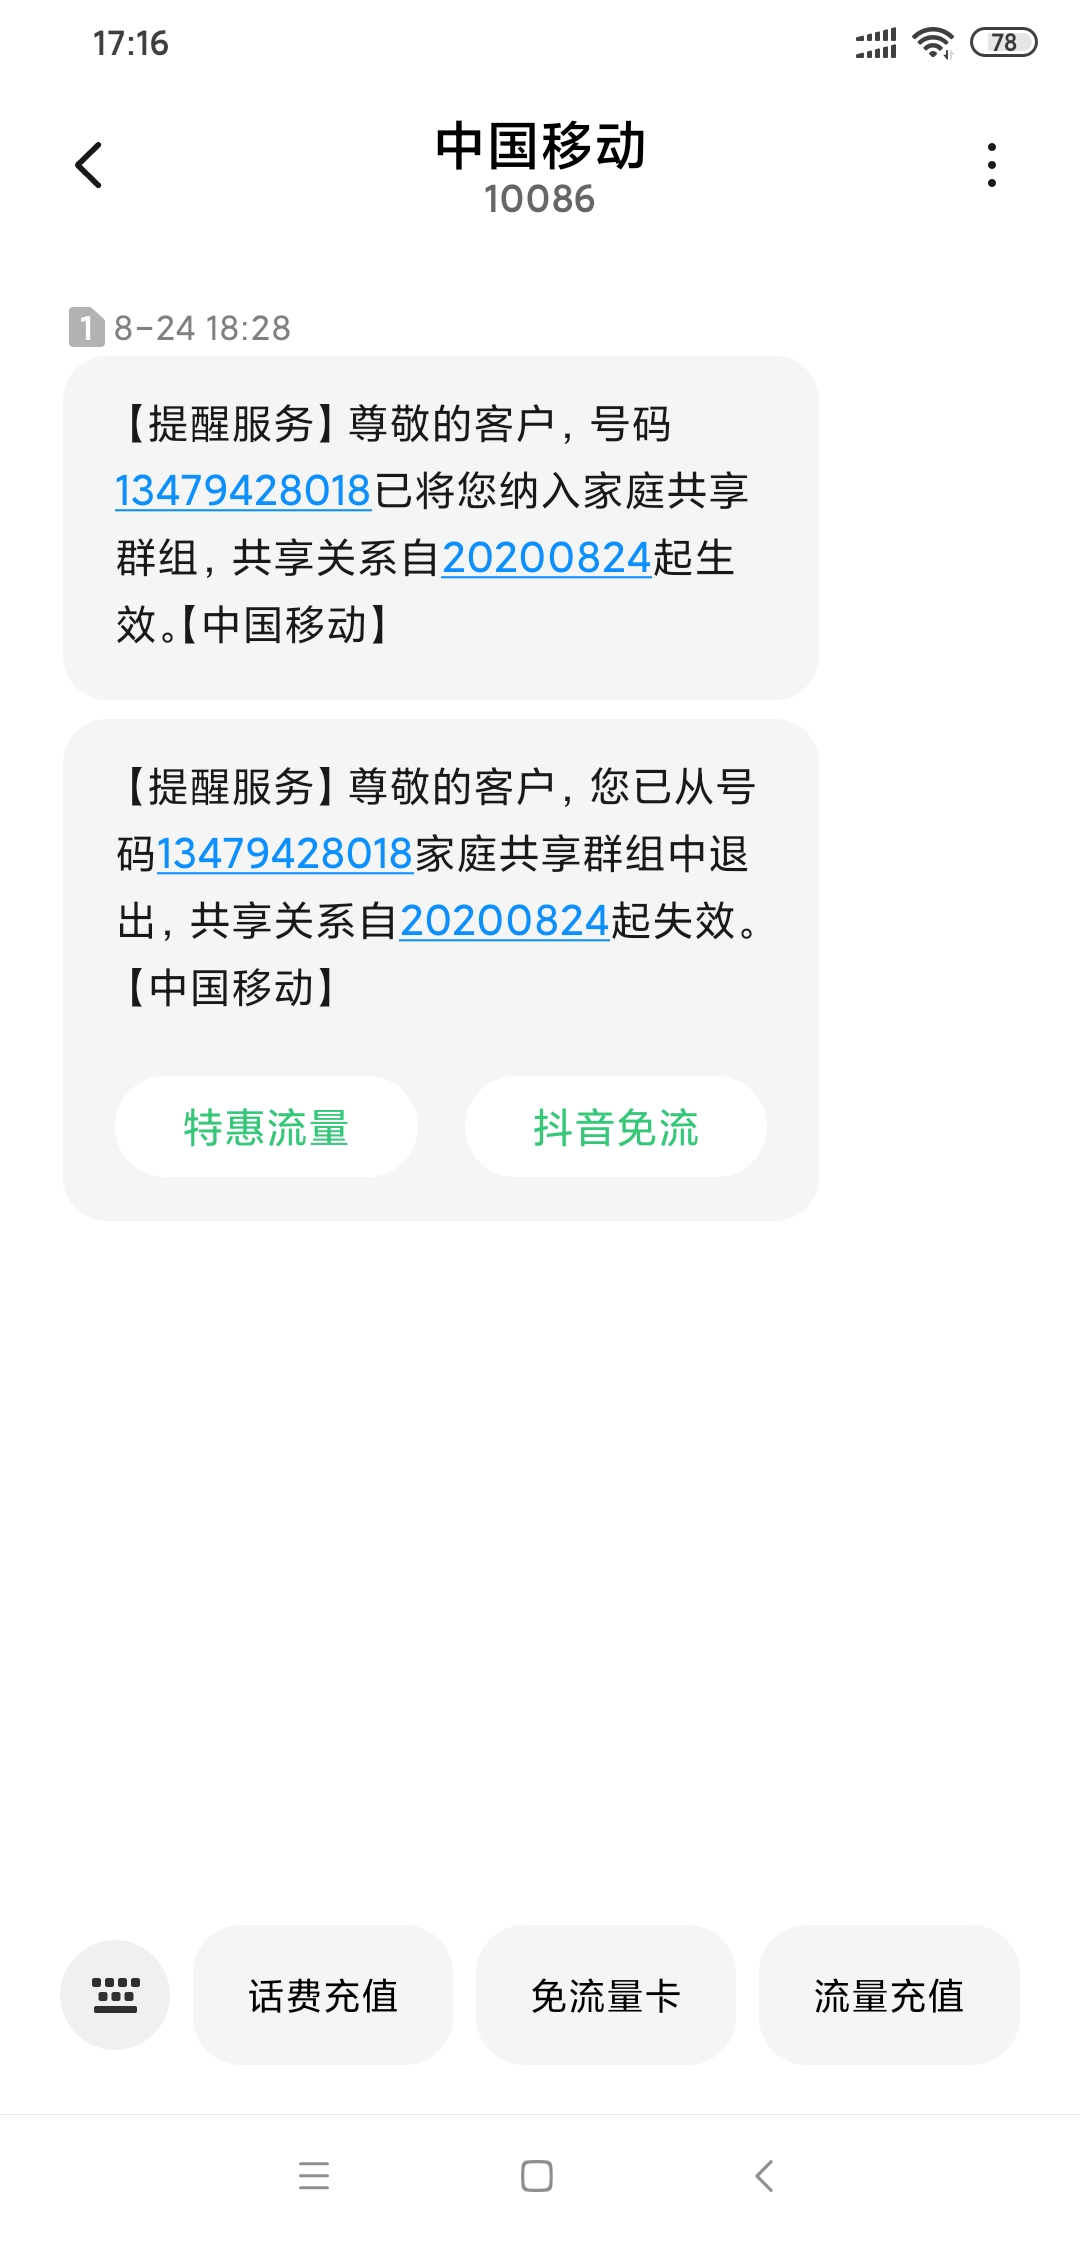 17:16
78
中国移动
10086
1 8-24 18:28
【提醒服务】尊敬的客户，号码
13479428018已将您纳入家庭共享
群组，共享关系自20200824起生
效。【中国移动】
【提醒服务】尊敬的客户，您已从号
码13479428018家庭共享群组中退
出，共享关系自20200824起失效。
【中国移动】
特惠流量 抖音免流
话费充值 免流量卡 流量充值